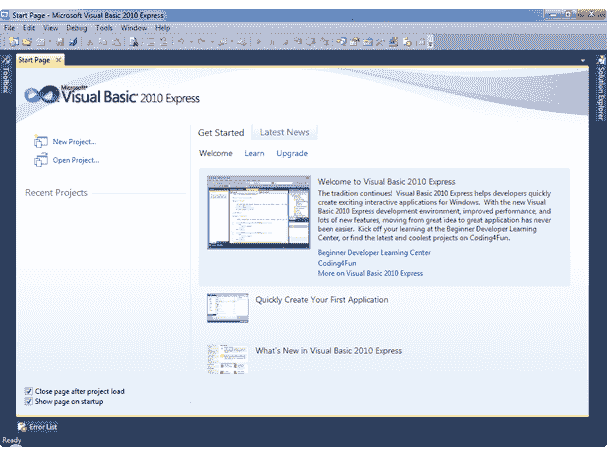 Start Page - Microsoft Visual Basic 2010 Express
File Edit View Debug Tools Window Help
Toolbox
Start Page
Solution Explorer
Microsoft
Visual Basic 2010 Express
New Project...
Open Project...
Recent Projects
Get Started Latest News
Welcome Learn Upgrade
Welcome to Visual Basic 2010 Express
The tradition continues! Visual Basic 2010 Express helps developers quickly
create exciting interactive applications for Windows. With the new Visual
Basic 2010 Express development environment, improved performance, and
lots of new features, moving from great idea to great application has never
been easier. Kick off your learning at the Beginner Developer Learning
Center, or find the latest and coolest projects on Coding4Fun.
Beginner Developer Learning Center
Coding4Fun
More on Visual Basic 2010 Express
Quickly Create Your First Application
What's New in Visual Basic 2010 Express
Close page after project load
Show page on startup
Error List
Ready